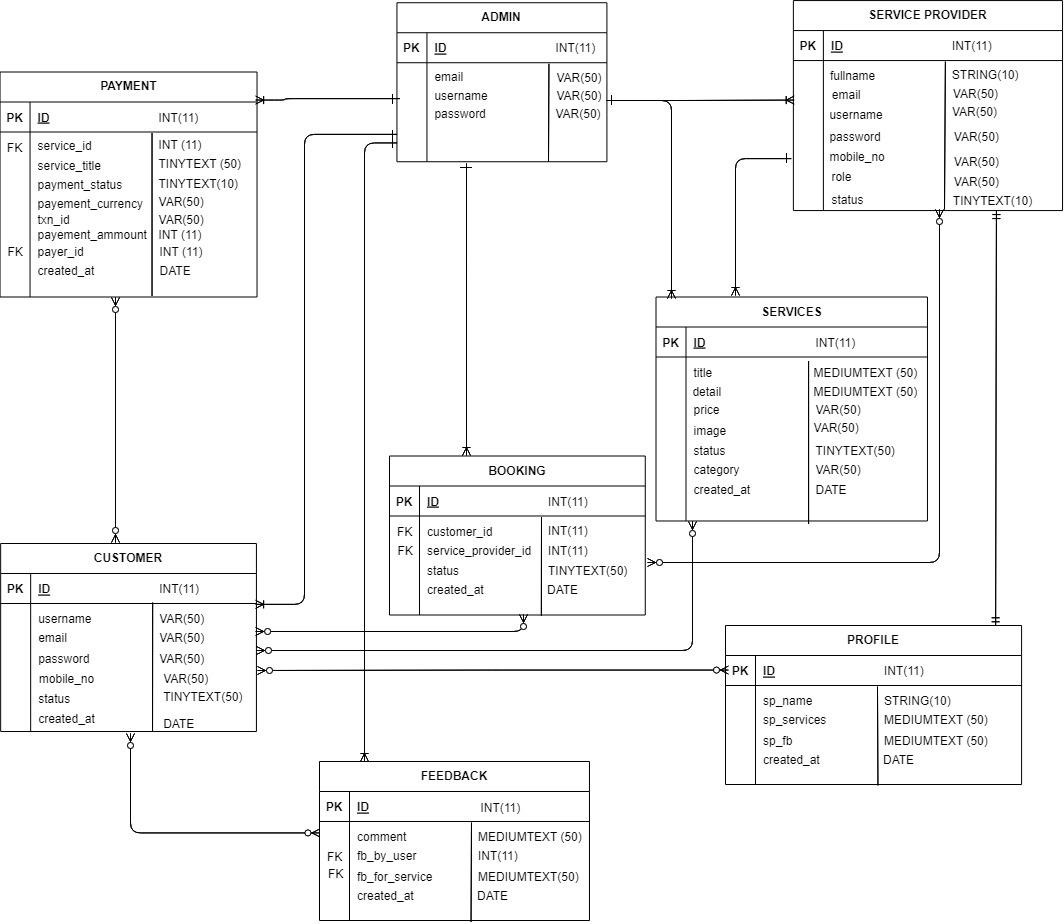 ADMIN
PK ID INT(11)
email VAR(50)
username VAR(50)
password VAR(50)
SERVICE PROVIDER
PK ID INT(11)
fullname STRING(10)
email VAR(50)
username VAR(50)
password VAR(50)
mobile_no VAR(50)
role VAR(50)
status TINYTEXT(10)
PAYMENT
PK ID INT(11)
FK service_id INT (11)
service_title TINYTEXT (50)
payment_status TINYTEXT(10)
payement_currency VAR(50)
txn_id VAR(50)
payement_ammount INT (11)
FK payer_id INT (11)
created_at DATE
SERVICES
PK ID INT(11)
title MEDIUMTEXT (50)
detail MEDIUMTEXT (50)
price VAR(50)
image VAR(50)
status TINYTEXT(50)
category VAR(50)
created_at DATE
BOOKING
PK ID INT(11)
FK customer_id INT(11)
FK service_provider_id INT(11)
status TINYTEXT(50)
created_at DATE
CUSTOMER
PK ID INT(11)
username VAR(50)
email VAR(50)
password VAR(50)
mobile_no VAR(50)
status TINYTEXT(50)
created_at DATE
PROFILE
PK ID INT(11)
sp_name STRING(10)
sp_services MEDIUMTEXT (50)
sp_fb MEDIUMTEXT (50)
created_at DATE
FEEDBACK
PK ID INT(11)
comment MEDIUMTEXT (50)
FK fb_by_user INT(11)
FK fb_for_service MEDIUMTEXT(50)
created_at DATE